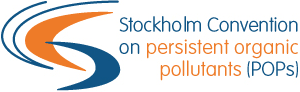 Stockholm Convention
on persistent organic
pollutants (POPs)